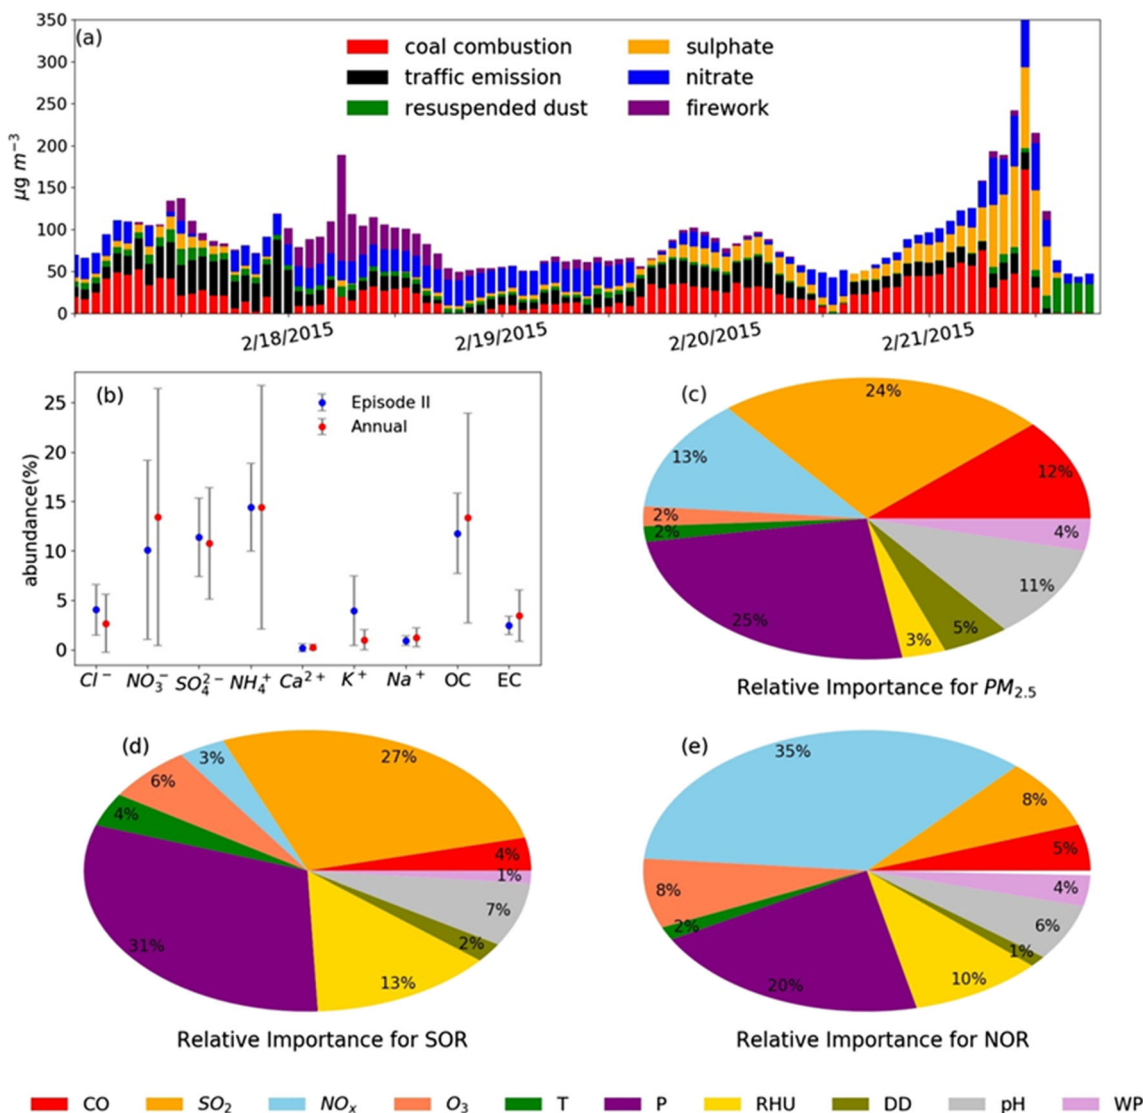 (a)
350
300
250
200
150
100
50
0
μg m⁻³
coal combustion
traffic emission
resuspended dust
sulphate
nitrate
firework
2/18/2015
2/19/2015
2/20/2015
2/21/2015
(b)
25
20
15
10
5
0
abundance(%)
Episode II
Annual
Cl⁻ NO₃⁻ SO₄²⁻ NH₄⁺ Ca²⁺ K⁺ Na⁺ OC EC
(c)
24%
12%
13%
2%
2%
4%
11%
25%
3%
5%
Relative Importance for PM₂.₅
(d)
27%
3%
6%
4%
4%
1%
7%
2%
31%
13%
Relative Importance for SOR
(e)
35%
8%
5%
8%
4%
2%
6%
1%
20%
10%
Relative Importance for NOR
CO SO₂ NOₓ O₃ T P RHU DD pH WP